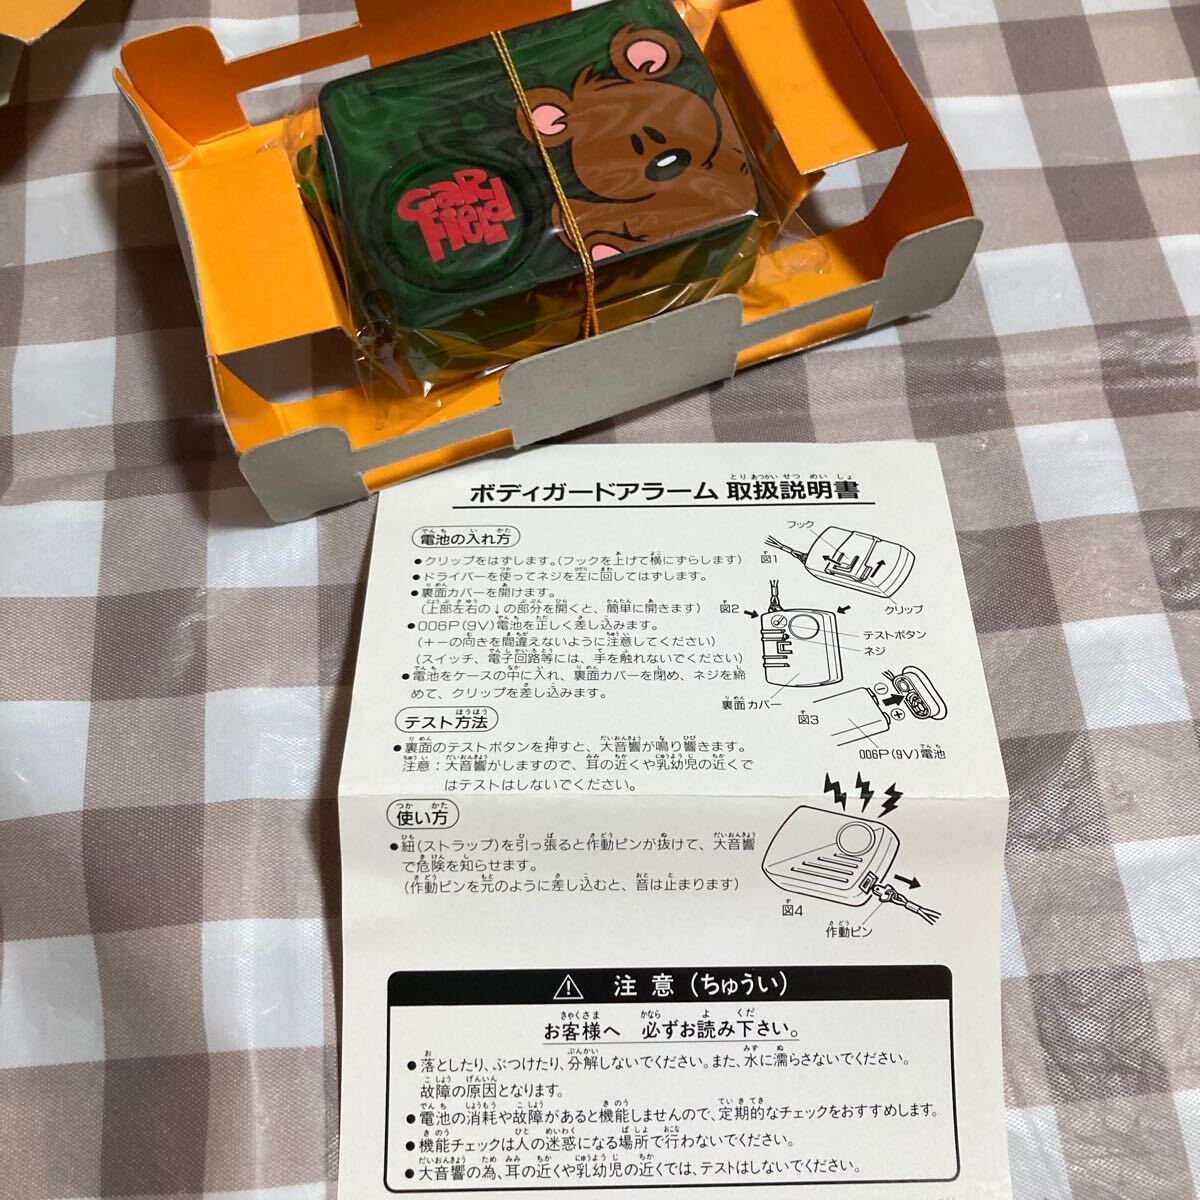 GARFIELD
ボディガードアラーム 取扱説明書
とりあつかいせつめいしょ
電池の入れ方
でんち い かた
●クリップをはずします。(フックを上げて横にずらします)
●ドライバーを使ってネジを左に回してはずします。
●裏面カバーを開けます。
(上部左右の↓の部分を開くと、簡単に開きます)
●006P(9V)電池を正しく差し込みます。
(+-の向きを間違えないように注意してください)
(スイッチ、電子回路等には、手を触れないでください)
●電池をケースの中に入れ、裏面カバーを閉め、ネジを締
めて、クリップを差し込みます。
フック
図1
クリップ
図2
テストボタン
ネジ
裏面カバー
図3
006P(9V)電池
テスト方法
ほうほう
●裏面のテストボタンを押すと、大音響が鳴り響きます。
注意:大音響がしますので、耳の近くや乳幼児の近くで
はテストはしないでください。
使い方
つか かた
●紐(ストラップ)を引っ張ると作動ピンが抜けて、大音響
で危険を知らせます。
(作動ピンを元のように差し込むと、音は止まります)
図4
作動ピン
注意(ちゅうい)
お客様へ 必ずお読み下さい。
●落としたり、ぶつけたり、分解しないでください。また、水に濡らさないでください。
故障の原因となります。
●電池の消耗や故障があると機能しませんので、定期的なチェックをおすすめします。
●機能チェックは人の迷惑になる場所で行わないでください。
●大音響の為、耳の近くや乳幼児の近くでは、テストはしないでください。